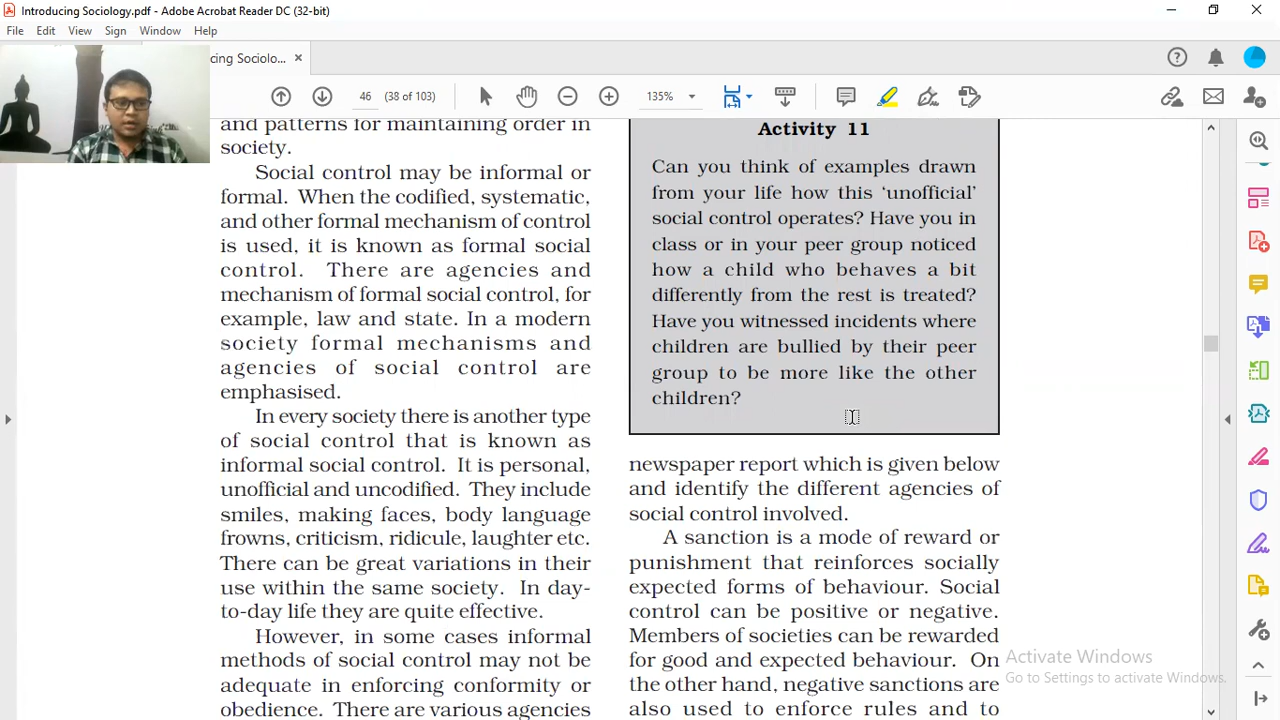 Introducing Sociology.pdf - Adobe Acrobat Reader DC (32-bit)
File Edit View Sign Window Help
cing Sociolo...
46 (38 of 103) 135%
and patterns for maintaining order in
society.
Social control may be informal or
formal. When the codified, systematic,
and other formal mechanism of control
is used, it is known as formal social
control. There are agencies and
mechanism of formal social control, for
example, law and state. In a modern
society formal mechanisms and
agencies of social control are
emphasised.
In every society there is another type
of social control that is known as
informal social control. It is personal,
unofficial and uncodified. They include
smiles, making faces, body language
frowns, criticism, ridicule, laughter etc.
There can be great variations in their
use within the same society. In day-
to-day life they are quite effective.
However, in some cases informal
methods of social control may not be
adequate in enforcing conformity or
obedience. There are various agencies
Activity 11
Can you think of examples drawn
from your life how this ‘unofficial’
social control operates? Have you in
class or in your peer group noticed
how a child who behaves a bit
differently from the rest is treated?
Have you witnessed incidents where
children are bullied by their peer
group to be more like the other
children?
newspaper report which is given below
and identify the different agencies of
social control involved.
A sanction is a mode of reward or
punishment that reinforces socially
expected forms of behaviour. Social
control can be positive or negative.
Members of societies can be rewarded
for good and expected behaviour. On
the other hand, negative sanctions are
also used to enforce rules and to
Activate Windows
Go to Settings to activate Windows.